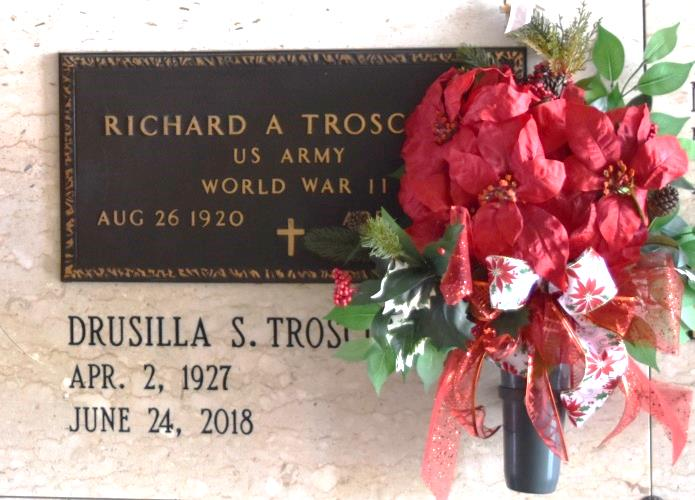 RICHARD A TROSC
US ARMY
WORLD WAR II
AUG 26 1920
DRUSILLA S. TROSC
APR. 2, 1927
JUNE 24, 2018